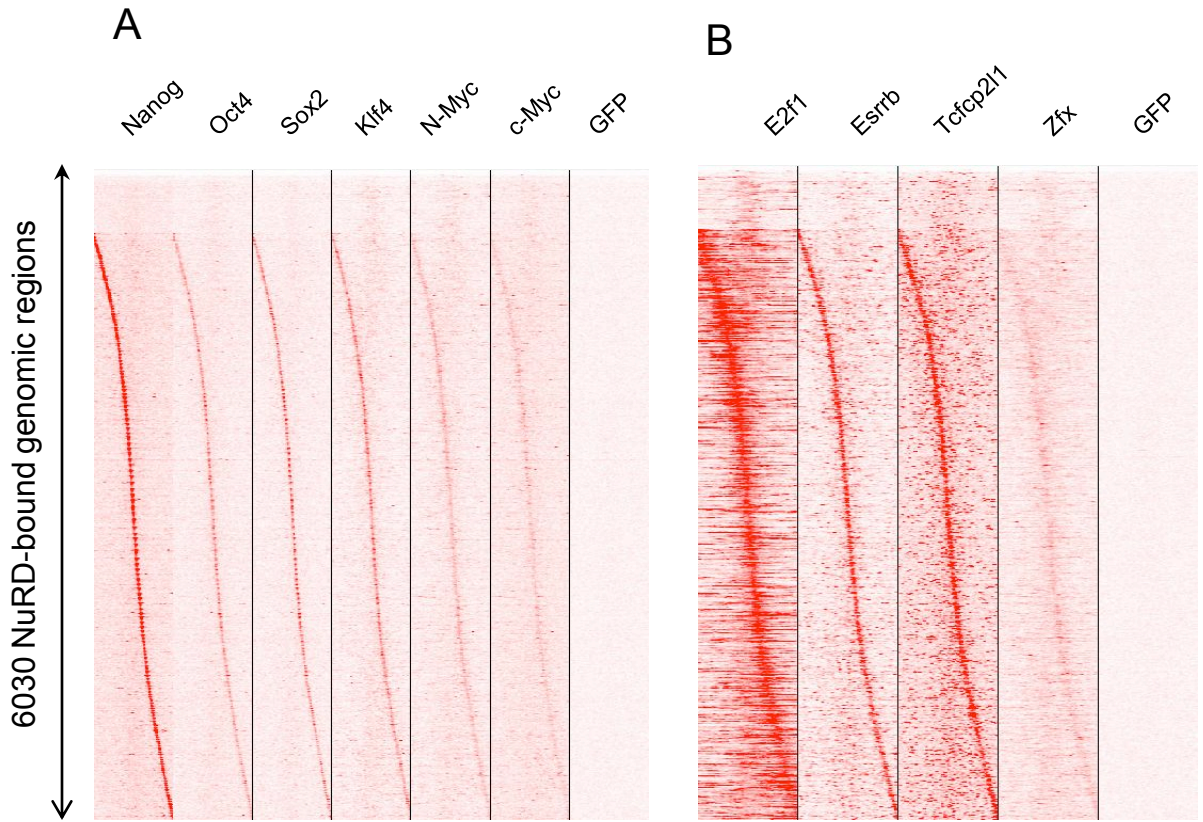 A
B
Nanog
Oct4
Sox2
Klf4
N-Myc
c-Myc
GFP
E2f1
Esrrb
Tcfcp2l1
Zfx
GFP
6030 NuRD-bound genomic regions